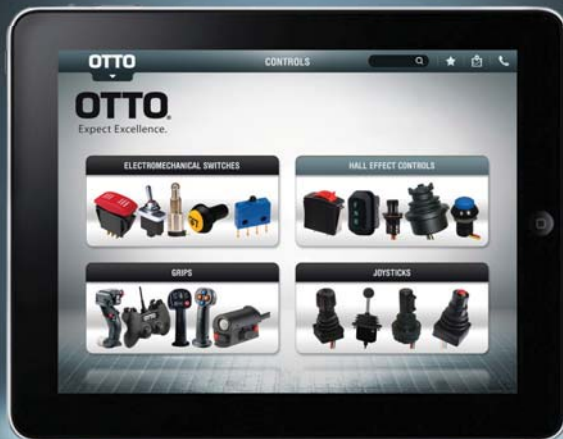 OTTO
CONTROLS
OTTO®
Expect Excellence.
ELECTROMECHANICAL SWITCHES
HALL EFFECT CONTROLS
GRIPS
JOYSTICKS